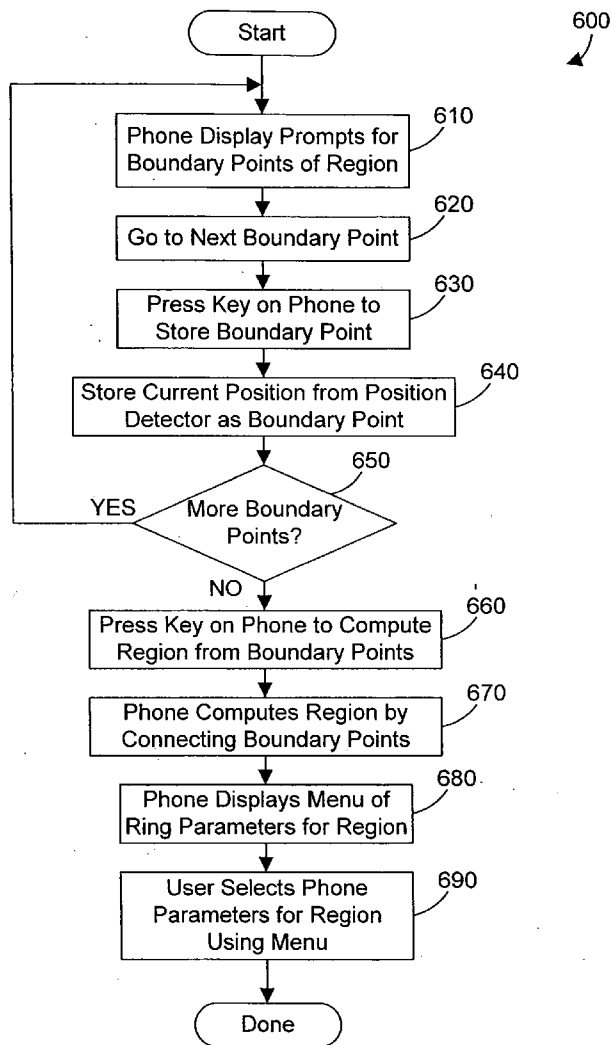 Start
600
Phone Display Prompts for
Boundary Points of Region
610
Go to Next Boundary Point
620
Press Key on Phone to
Store Boundary Point
630
Store Current Position from Position
Detector as Boundary Point
640
More Boundary
Points?
650
YES
NO
Press Key on Phone to Compute
Region from Boundary Points
660
Phone Computes Region by
Connecting Boundary Points
670
Phone Displays Menu of
Ring Parameters for Region
680
User Selects Phone
Parameters for Region
Using Menu
690
Done